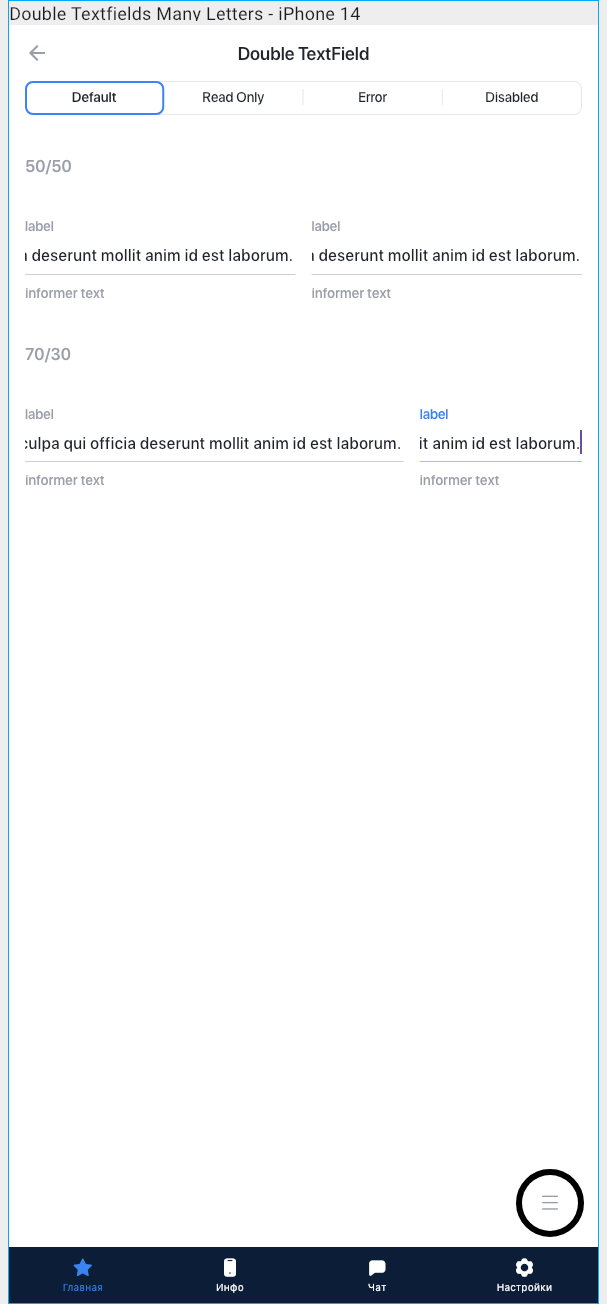 Double Textfields Many Letters - iPhone 14
Double TextField
Default Read Only Error Disabled
50/50
label label
deserunt mollit anim id est laborum. deserunt mollit anim id est laborum.
informer text informer text
70/30
label label
culpa qui officia deserunt mollit anim id est laborum. it anim id est laborum.
informer text informer text
Главная Инфо Чат Настройки